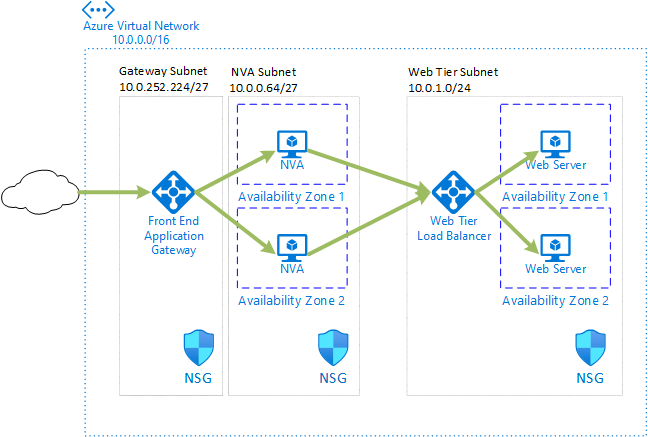 Azure Virtual Network
10.0.0.0/16
Gateway Subnet
10.0.252.224/27
NVA Subnet
10.0.0.64/27
Web Tier Subnet
10.0.1.0/24
NVA
Availability Zone 1
Web Server
Availability Zone 1
Front End
Application
Gateway
Web Tier
Load Balancer
NVA
Availability Zone 2
Web Server
Availability Zone 2
NSG
NSG
NSG